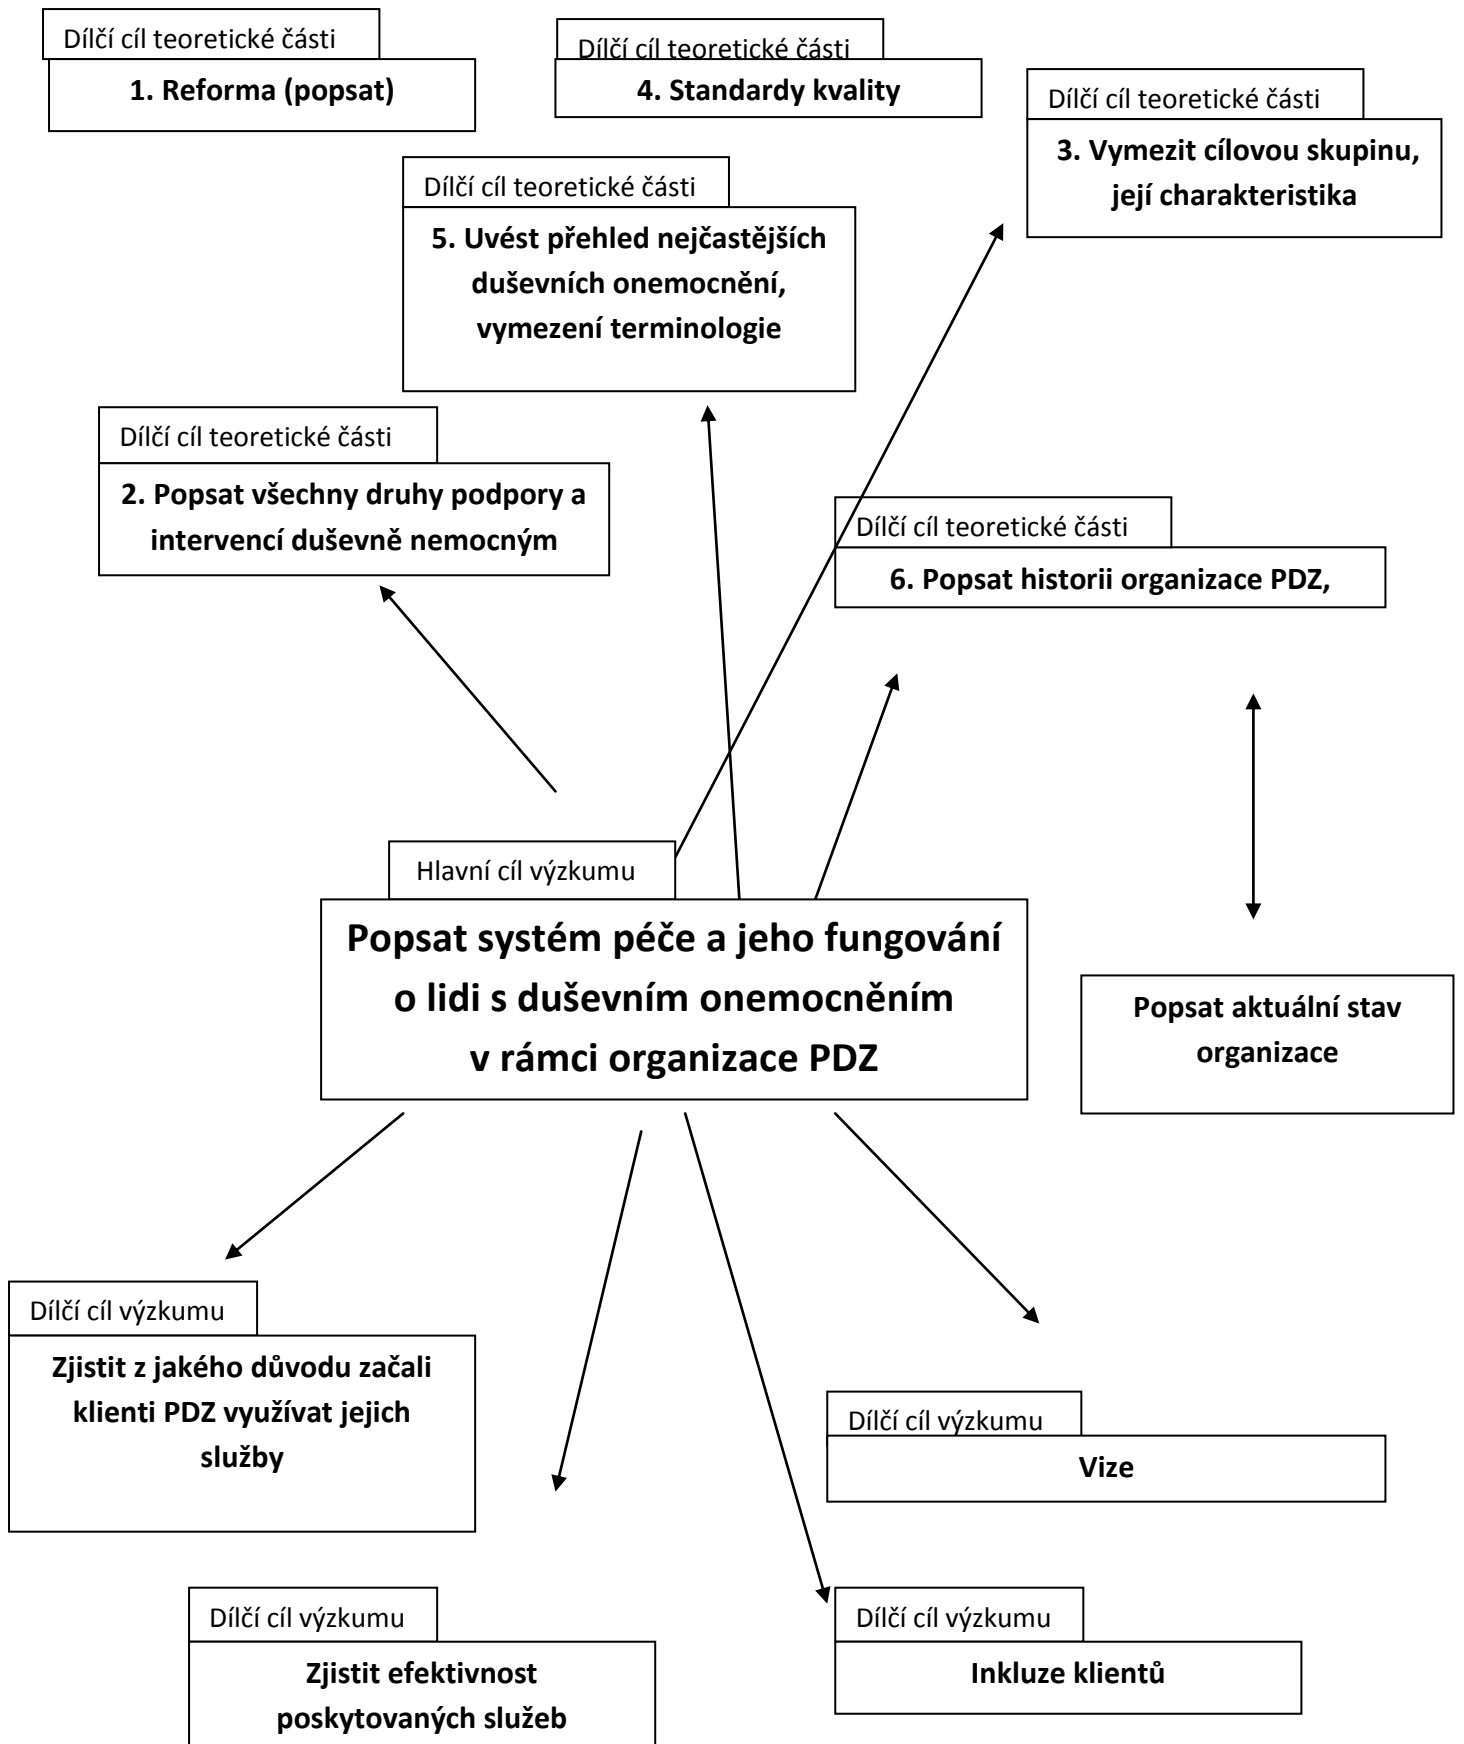 Dílčí cíl teoretické části
1. Reforma (popsat)
Dílčí cíl teoretické části
4. Standardy kvality
Dílčí cíl teoretické části
3. Vymezit cílovou skupinu,
její charakteristika
Dílčí cíl teoretické části
5. Uvést přehled nejčastějších
duševních onemocnění,
vymezení terminologie
Dílčí cíl teoretické části
2. Popsat všechny druhy podpory a
intervencí duševně nemocným
Dílčí cíl teoretické části
6. Popsat historii organizace PDZ,
Hlavní cíl výzkumu
Popsat systém péče a jeho fungování
o lidi s duševním onemocněním
v rámci organizace PDZ
Popsat aktuální stav
organizace
Dílčí cíl výzkumu
Zjistit z jakého důvodu začali
klienti PDZ využívat jejich
služby
Dílčí cíl výzkumu
Vize
Dílčí cíl výzkumu
Zjistit efektivnost
poskytovaných služeb
Dílčí cíl výzkumu
Inkluze klientů